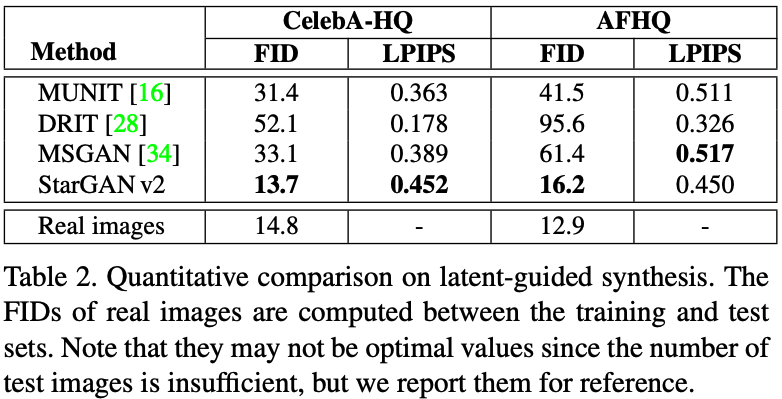 CelebA-HQ AFHQ
Method FID LPIPS FID LPIPS
MUNIT [16] 31.4 0.363 41.5 0.511
DRIT [28] 52.1 0.178 95.6 0.326
MSGAN [34] 33.1 0.389 61.4 0.517
StarGAN v2 13.7 0.452 16.2 0.450
Real images 14.8 - 12.9 -
Table 2. Quantitative comparison on latent-guided synthesis. The
FIDs of real images are computed between the training and test
sets. Note that they may not be optimal values since the number of
test images is insufficient, but we report them for reference.